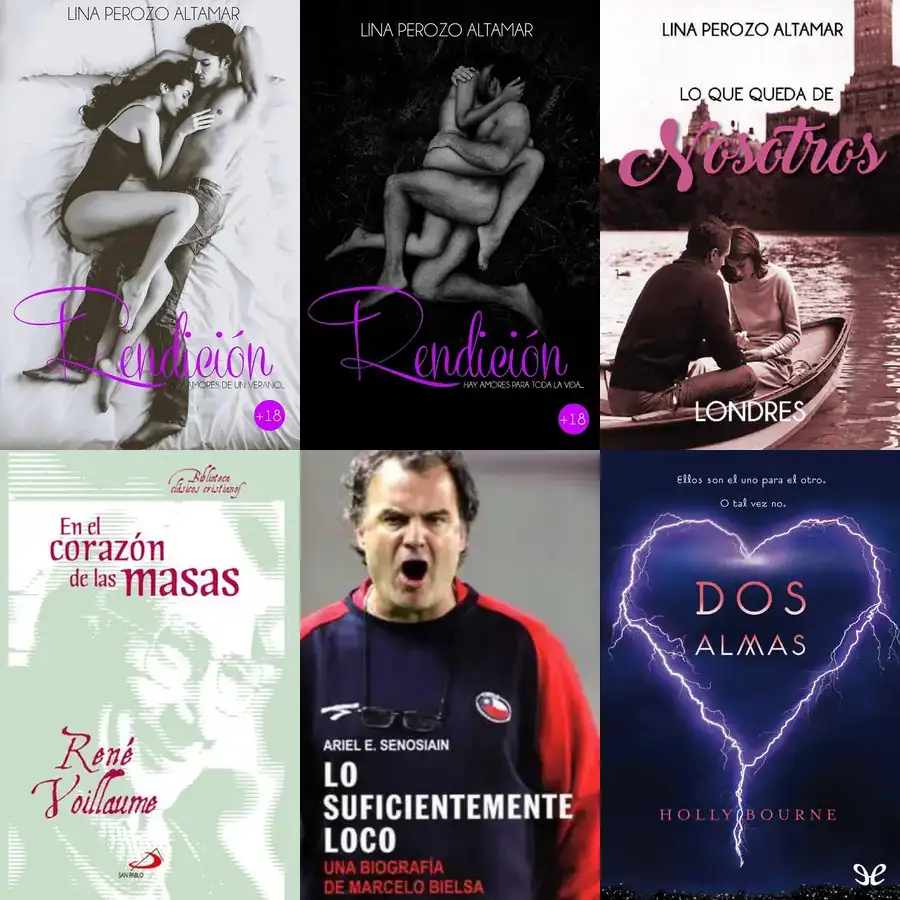 LINA PEROZO ALTAMAR
Rendición
AMORES DE UN VERANO...
+18
LINA PEROZO ALTAMAR
Rendición
HAY AMORES PARA TODA LA VIDA...
+18
LINA PEROZO ALTAMAR
LO QUE QUEDA DE
Nosotros
LONDRES
Biblioteca
clásicos cristianos
En el
corazón
de las masas
René
Voillaume
SAN PABLO
ARIEL E. SENOSIAIN
LO
SUFICIENTEMENTE
LOCO
UNA BIOGRAFÍA
DE MARCELO BIELSA
Ellos son el uno para el otro.
O tal vez no.
DOS
ALMAS
HOLLY BOURNE